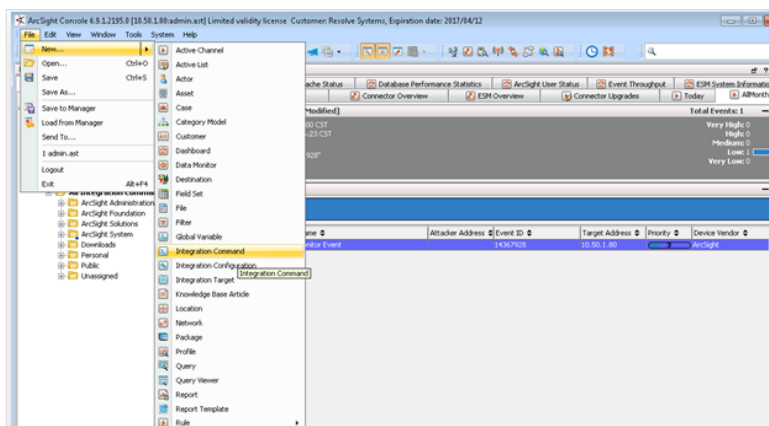 ArcSight Console 6.9.1.2195.0 [10.50.1.80:admin.ast] Limited validity license Customer: Resolve Systems, Expiration date: 2017/04/12
File Edit View Window Tools System Help
New...
Open... Ctrl+O
Save Ctrl+S
Save As...
Save to Manager
Load from Manager
Send To...
1 admin.ast
Logout
Exit Alt+F4
Active Channel
Active List
Actor
Asset
Case
Category Model
Customer
Dashboard
Data Monitor
Destination
Field Set
File
Filter
Global Variable
Integration Command
Integration Configuration
Integration Command
Integration Target
Knowledge Base Article
Location
Network
Package
Profile
Query
Query Viewer
Report
Report Template
Rule
ArcSight Administration
ArcSight Foundation
ArcSight Solutions
ArcSight System
Downloads
Personal
Public
Unassigned
ache Status Database Performance Statistics ArcSight User Status Event Throughput ESM System Informatio
Connector Overview ESM Overview Connector Upgrades Today AllMonth
Modified] Total Events: 1
00 CST Very High: 0
:23 CST High: 0
Medium: 0
928" Low: 1
Very Low: 0
me Attacker Address Event ID Target Address Priority Device Vendor
nitor Event 14367928 10.50.1.80 ArcSight